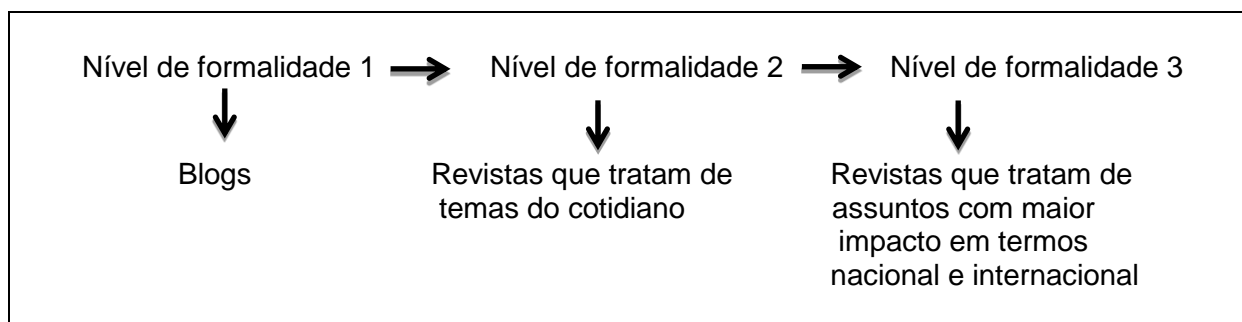 Nível de formalidade 1 Nível de formalidade 2 Nível de formalidade 3
Blogs
Revistas que tratam de
temas do cotidiano
Revistas que tratam de
assuntos com maior
impacto em termos
nacional e internacional